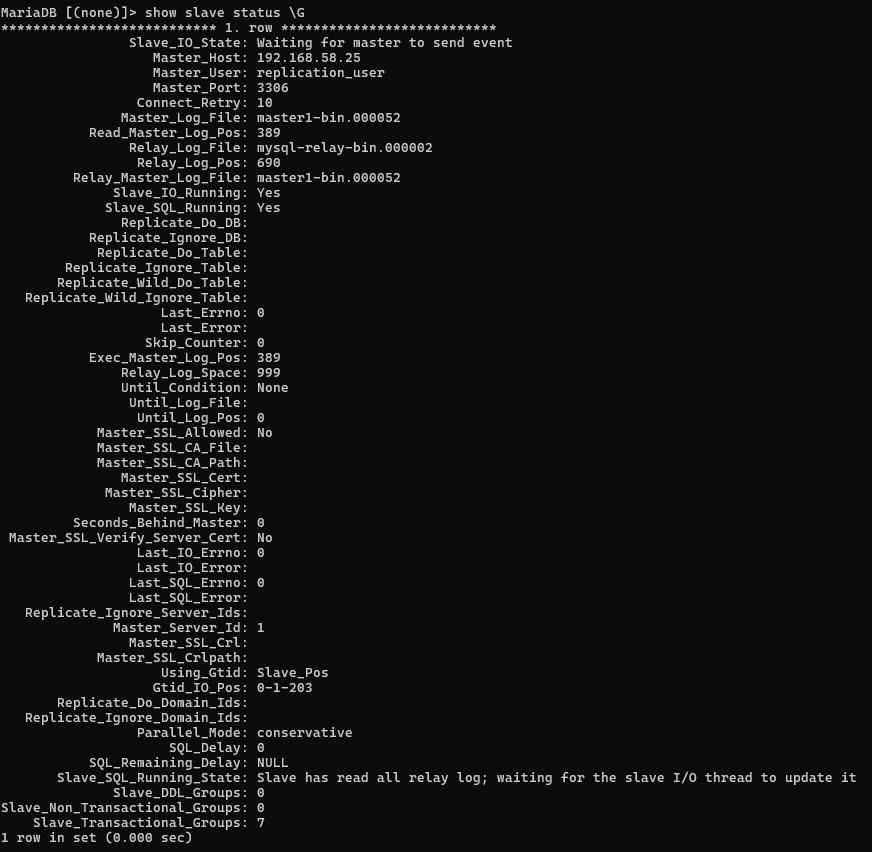 MariaDB [(none)]> show slave status \G
*************************** 1. row ***************************
Slave_IO_State: Waiting for master to send event
Master_Host: 192.168.58.25
Master_User: replication_user
Master_Port: 3306
Connect_Retry: 10
Master_Log_File: master1-bin.000052
Read_Master_Log_Pos: 389
Relay_Log_File: mysql-relay-bin.000002
Relay_Log_Pos: 690
Relay_Master_Log_File: master1-bin.000052
Slave_IO_Running: Yes
Slave_SQL_Running: Yes
Replicate_Do_DB:
Replicate_Ignore_DB:
Replicate_Do_Table:
Replicate_Ignore_Table:
Replicate_Wild_Do_Table:
Replicate_Wild_Ignore_Table:
Last_Errno: 0
Last_Error:
Skip_Counter: 0
Exec_Master_Log_Pos: 389
Relay_Log_Space: 999
Until_Condition: None
Until_Log_File:
Until_Log_Pos: 0
Master_SSL_Allowed: No
Master_SSL_CA_File:
Master_SSL_CA_Path:
Master_SSL_Cert:
Master_SSL_Cipher:
Master_SSL_Key:
Seconds_Behind_Master: 0
Master_SSL_Verify_Server_Cert: No
Last_IO_Errno: 0
Last_IO_Error:
Last_SQL_Errno: 0
Last_SQL_Error:
Replicate_Ignore_Server_Ids:
Master_Server_Id: 1
Master_SSL_Crl:
Master_SSL_Crlpath:
Using_Gtid: Slave_Pos
Gtid_IO_Pos: 0-1-203
Replicate_Do_Domain_Ids:
Replicate_Ignore_Domain_Ids:
Parallel_Mode: conservative
SQL_Delay: 0
SQL_Remaining_Delay: NULL
Slave_SQL_Running_State: Slave has read all relay log; waiting for the slave I/O thread to update it
Slave_DDL_Groups: 0
Slave_Non_Transactional_Groups: 0
Slave_Transactional_Groups: 7
1 row in set (0.000 sec)